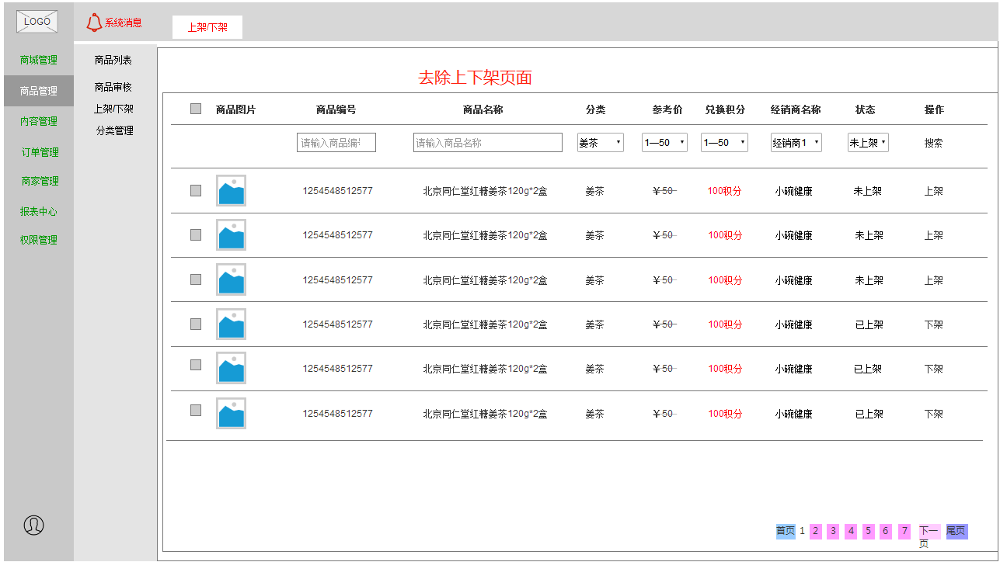 LOGO
系统消息
上架/下架
商城管理
商品管理
内容管理
订单管理
商家管理
报表中心
权限管理
商品列表
商品审核
上架/下架
分类管理
去除上下架页面
商品图片 商品编号 商品名称 分类 参考价 兑换积分 经销商名称 状态 操作
请输入商品编号 请输入商品名称 姜茶 1—50 1—50 经销商1 未上架 搜索
1254548512577 北京同仁堂红糖姜茶120g*2盒 姜茶 ￥50 100积分 小碗健康 未上架 上架
1254548512577 北京同仁堂红糖姜茶120g*2盒 姜茶 ￥50 100积分 小碗健康 未上架 上架
1254548512577 北京同仁堂红糖姜茶120g*2盒 姜茶 ￥50 100积分 小碗健康 未上架 上架
1254548512577 北京同仁堂红糖姜茶120g*2盒 姜茶 ￥50 100积分 小碗健康 已上架 下架
1254548512577 北京同仁堂红糖姜茶120g*2盒 姜茶 ￥50 100积分 小碗健康 已上架 下架
1254548512577 北京同仁堂红糖姜茶120g*2盒 姜茶 ￥50 100积分 小碗健康 已上架 下架
首页 1 2 3 4 5 6 7 下一页 尾页